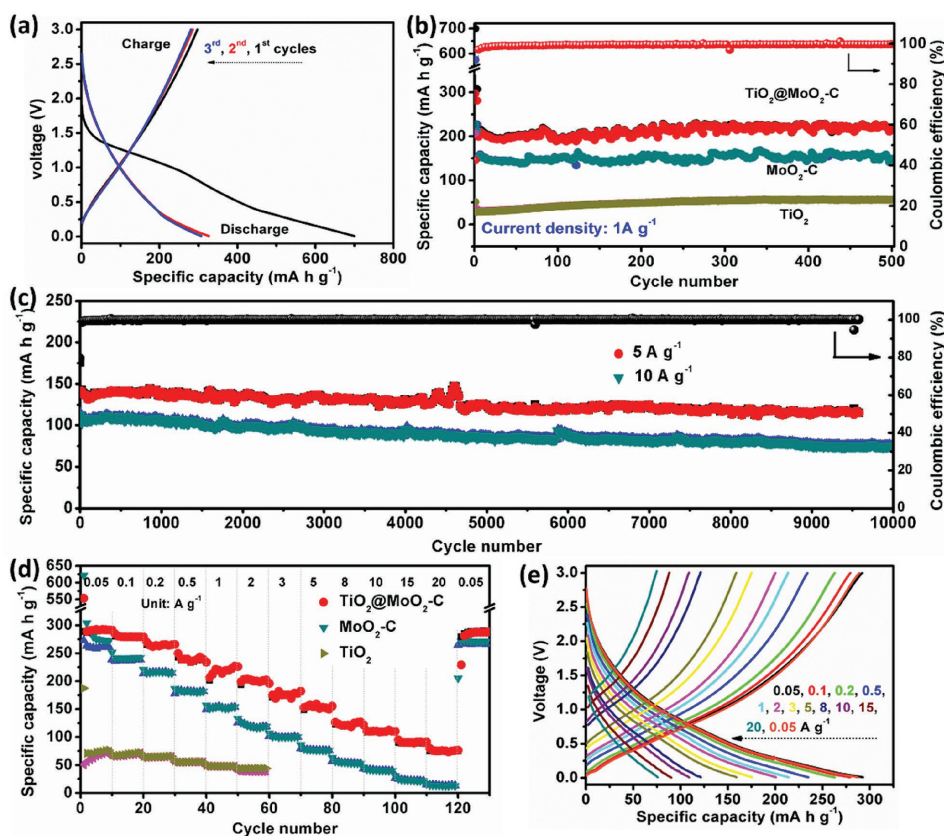 (a)
3.0
2.5
2.0
1.5
1.0
0.5
0.0
voltage (V)
Charge
3rd, 2nd, 1st cycles
Discharge
0 200 400 600 800
Specific capacity (mA h g-1)
(b)
700
600
300
200
100
0
Specific capacity (mA h g-1)
TiO2@MoO2-C
MoO2-C
TiO2
Current density: 1A g-1
100
80
60
40
20
0
Coulombic efficiency (%)
0 100 200 300 400 500
Cycle number
(c)
250
225
200
175
150
125
100
75
50
25
0
Specific capacity (mA h g-1)
5 A g-1
10 A g-1
100
80
60
40
20
0
Coulombic efficiency (%)
0 1000 2000 3000 4000 5000 6000 7000 8000 9000 10000
Cycle number
(d)
650
600
550
350
300
250
200
150
100
50
0
Specific capacity (mA h g-1)
0.05 0.1 0.2 0.5 1 2 3 5 8 10 15 20 0.05
Unit: A g-1
TiO2@MoO2-C
MoO2-C
TiO2
0 20 40 60 80 100 120
Cycle number
(e)
3.0
2.5
2.0
1.5
1.0
0.5
0.0
Voltage (V)
0.05, 0.1, 0.2, 0.5,
1, 2, 3, 5, 8, 10, 15,
20, 0.05 A g-1
0 50 100 150 200 250 300
Specific capacity (mA h g-1)